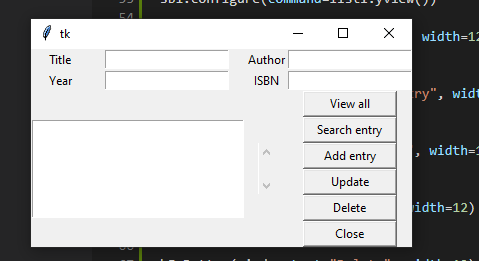 sb1.configure(command=list1.yview())
tk
width=12
Title
Author
Year
ISBN
View all
ry", wid
Search entry
Add entry
, width=1
Update
Delete
width=12)
Close